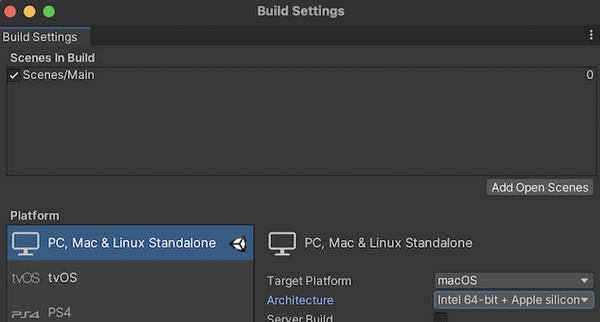 Build Settings
Build Settings
Scenes In Build
Scenes/Main 0
Add Open Scenes
Platform
PC, Mac & Linux Standalone
PC, Mac & Linux Standalone
tvOS tvOS
Target Platform macOS
Architecture Intel 64-bit + Apple silicon
PS4 PS4
Server Build